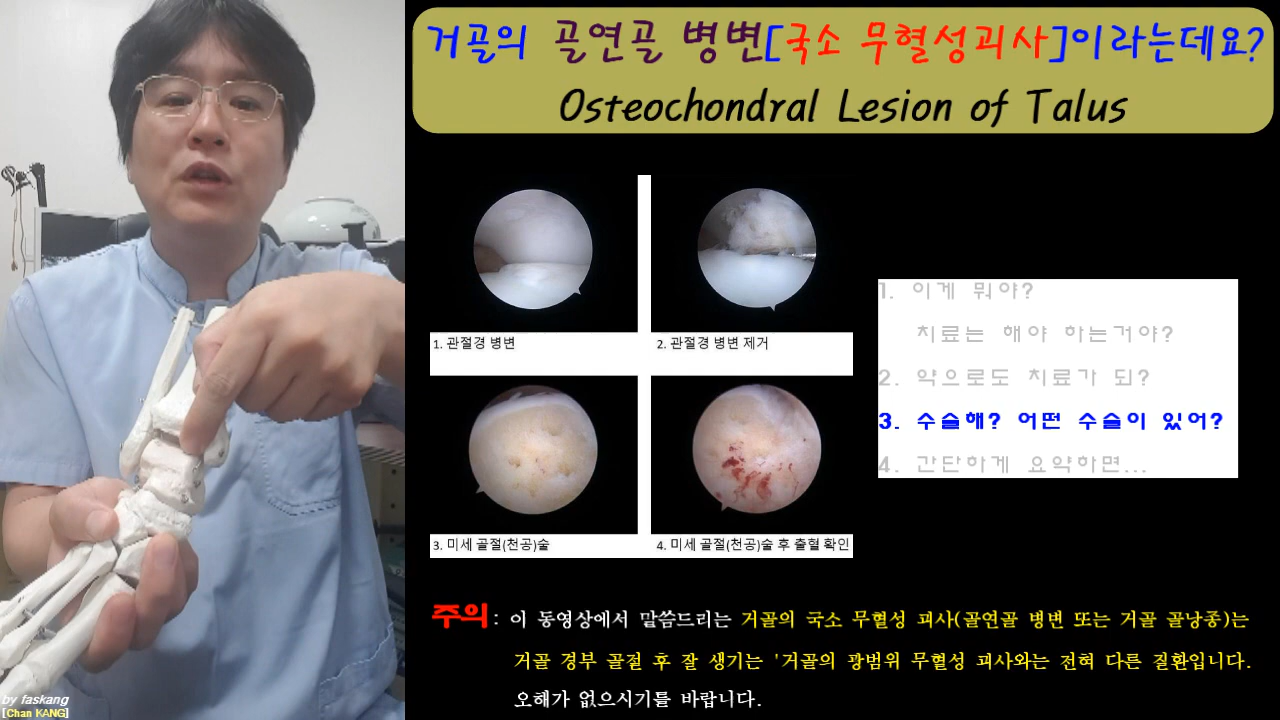 거골의 골연골 병변[국소 무혈성괴사]이라는데요?
Osteochondral Lesion of Talus
1. 관절경 병변
2. 관절경 병변 제거
3. 미세 골절(천공)술
4. 미세 골절(천공)술 후 출혈 확인
1. 이게 뭐야?
치료는 해야 하는거야?
2. 약으로도 치료가 되?
3. 수술해? 어떤 수술이 있어?
4. 간단하게 요약하면...
주의: 이 동영상에서 말씀드리는 거골의 국소 무혈성 괴사(골연골 병변 또는 거골 골낭종)는
거골 경부 골절 후 잘 생기는 '거골의 광범위 무혈성 괴사와는 전혀 다른 질환입니다.
오해가 없으시기를 바랍니다.
by faskang
[Chan KANG]